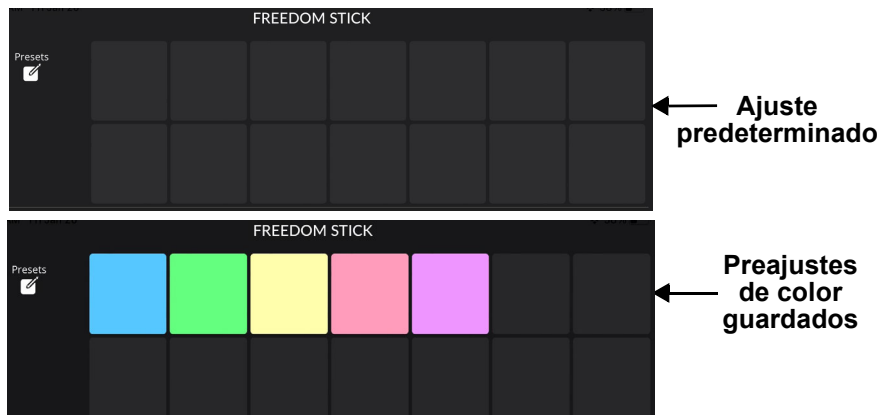 FREEDOM STICK
Presets
Ajuste
predeterminado
FREEDOM STICK
Presets
Preajustes
de color
guardados